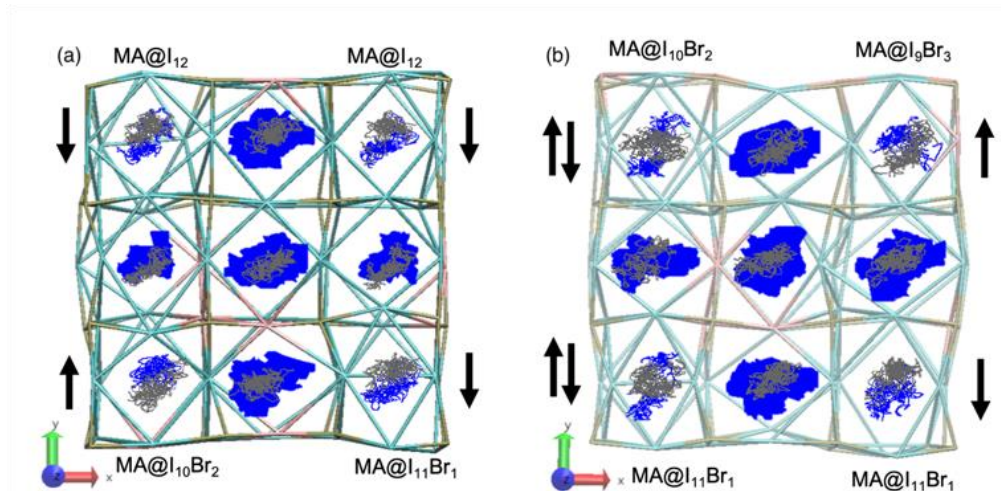 (a)
MA@I₁₂
MA@I₁₂
MA@I₁₀Br₂
MA@I₁₁Br₁
y
z
x
(b)
MA@I₁₀Br₂
MA@I₉Br₃
MA@I₁₁Br₁
MA@I₁₁Br₁
y
z
x